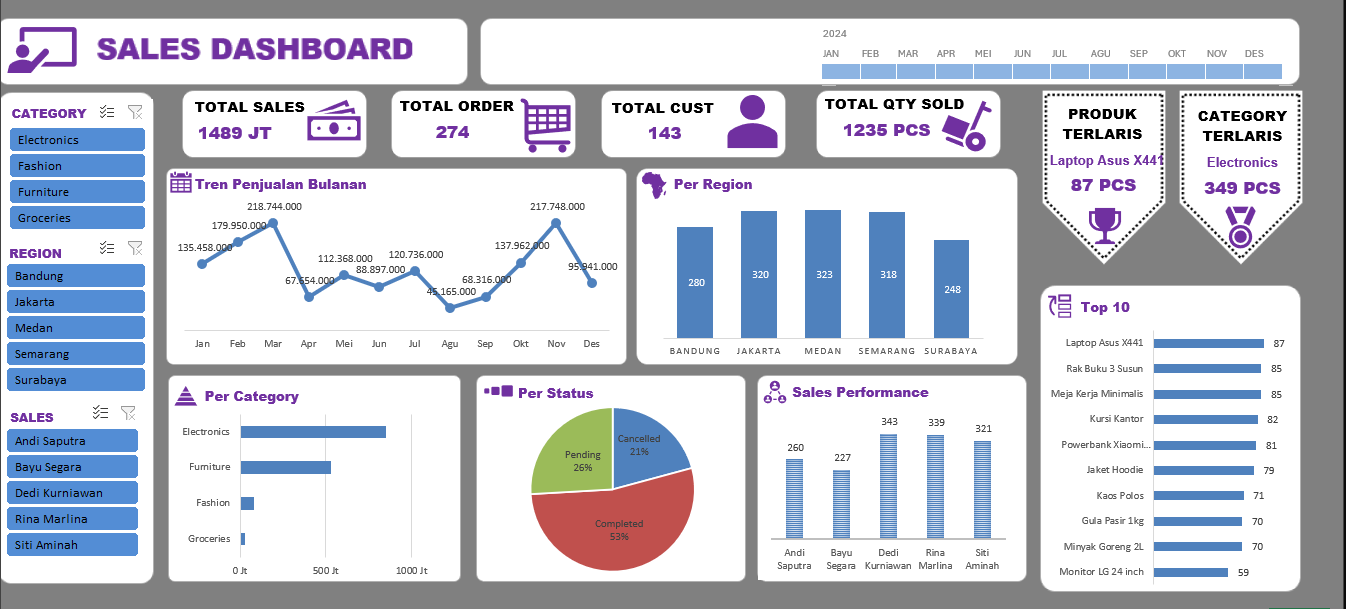 SALES DASHBOARD
2024
JAN FEB MAR APR MEI JUN JUL AGU SEP OKT NOV DES
CATEGORY
Electronics
Fashion
Furniture
Groceries
REGION
Bandung
Jakarta
Medan
Semarang
Surabaya
SALES
Andi Saputra
Bayu Segara
Dedi Kurniawan
Rina Marlina
Siti Aminah
TOTAL SALES
1489 JT
TOTAL ORDER
274
TOTAL CUST
143
TOTAL QTY SOLD
1235 PCS
PRODUK
TERLARIS
Laptop Asus X441
87 PCS
CATEGORY
TERLARIS
Electronics
349 PCS
Tren Penjualan Bulanan
135.458.000
179.950.000
218.744.000
67.654.000
112.368.000
88.897.000
120.736.000
45.165.000
68.316.000
137.962.000
217.748.000
95.941.000
Jan Feb Mar Apr Mei Jun Jul Agu Sep Okt Nov Des
Per Region
280 320 323 318 248
BANDUNG JAKARTA MEDAN SEMARANG SURABAYA
Per Category
Electronics
Furniture
Fashion
Groceries
0 Jt 500 Jt 1000 Jt
Per Status
Cancelled
21%
Pending
26%
Completed
53%
Sales Performance
260 227 343 339 321
Andi Saputra
Bayu Segara
Dedi Kurniawan
Rina Marlina
Siti Aminah
Top 10
Laptop Asus X441 87
Rak Buku 3 Susun 85
Meja Kerja Minimalis 85
Kursi Kantor 82
Powerbank Xiaomi... 81
Jaket Hoodie 79
Kaos Polos 71
Gula Pasir 1kg 70
Minyak Goreng 2L 70
Monitor LG 24 inch 59